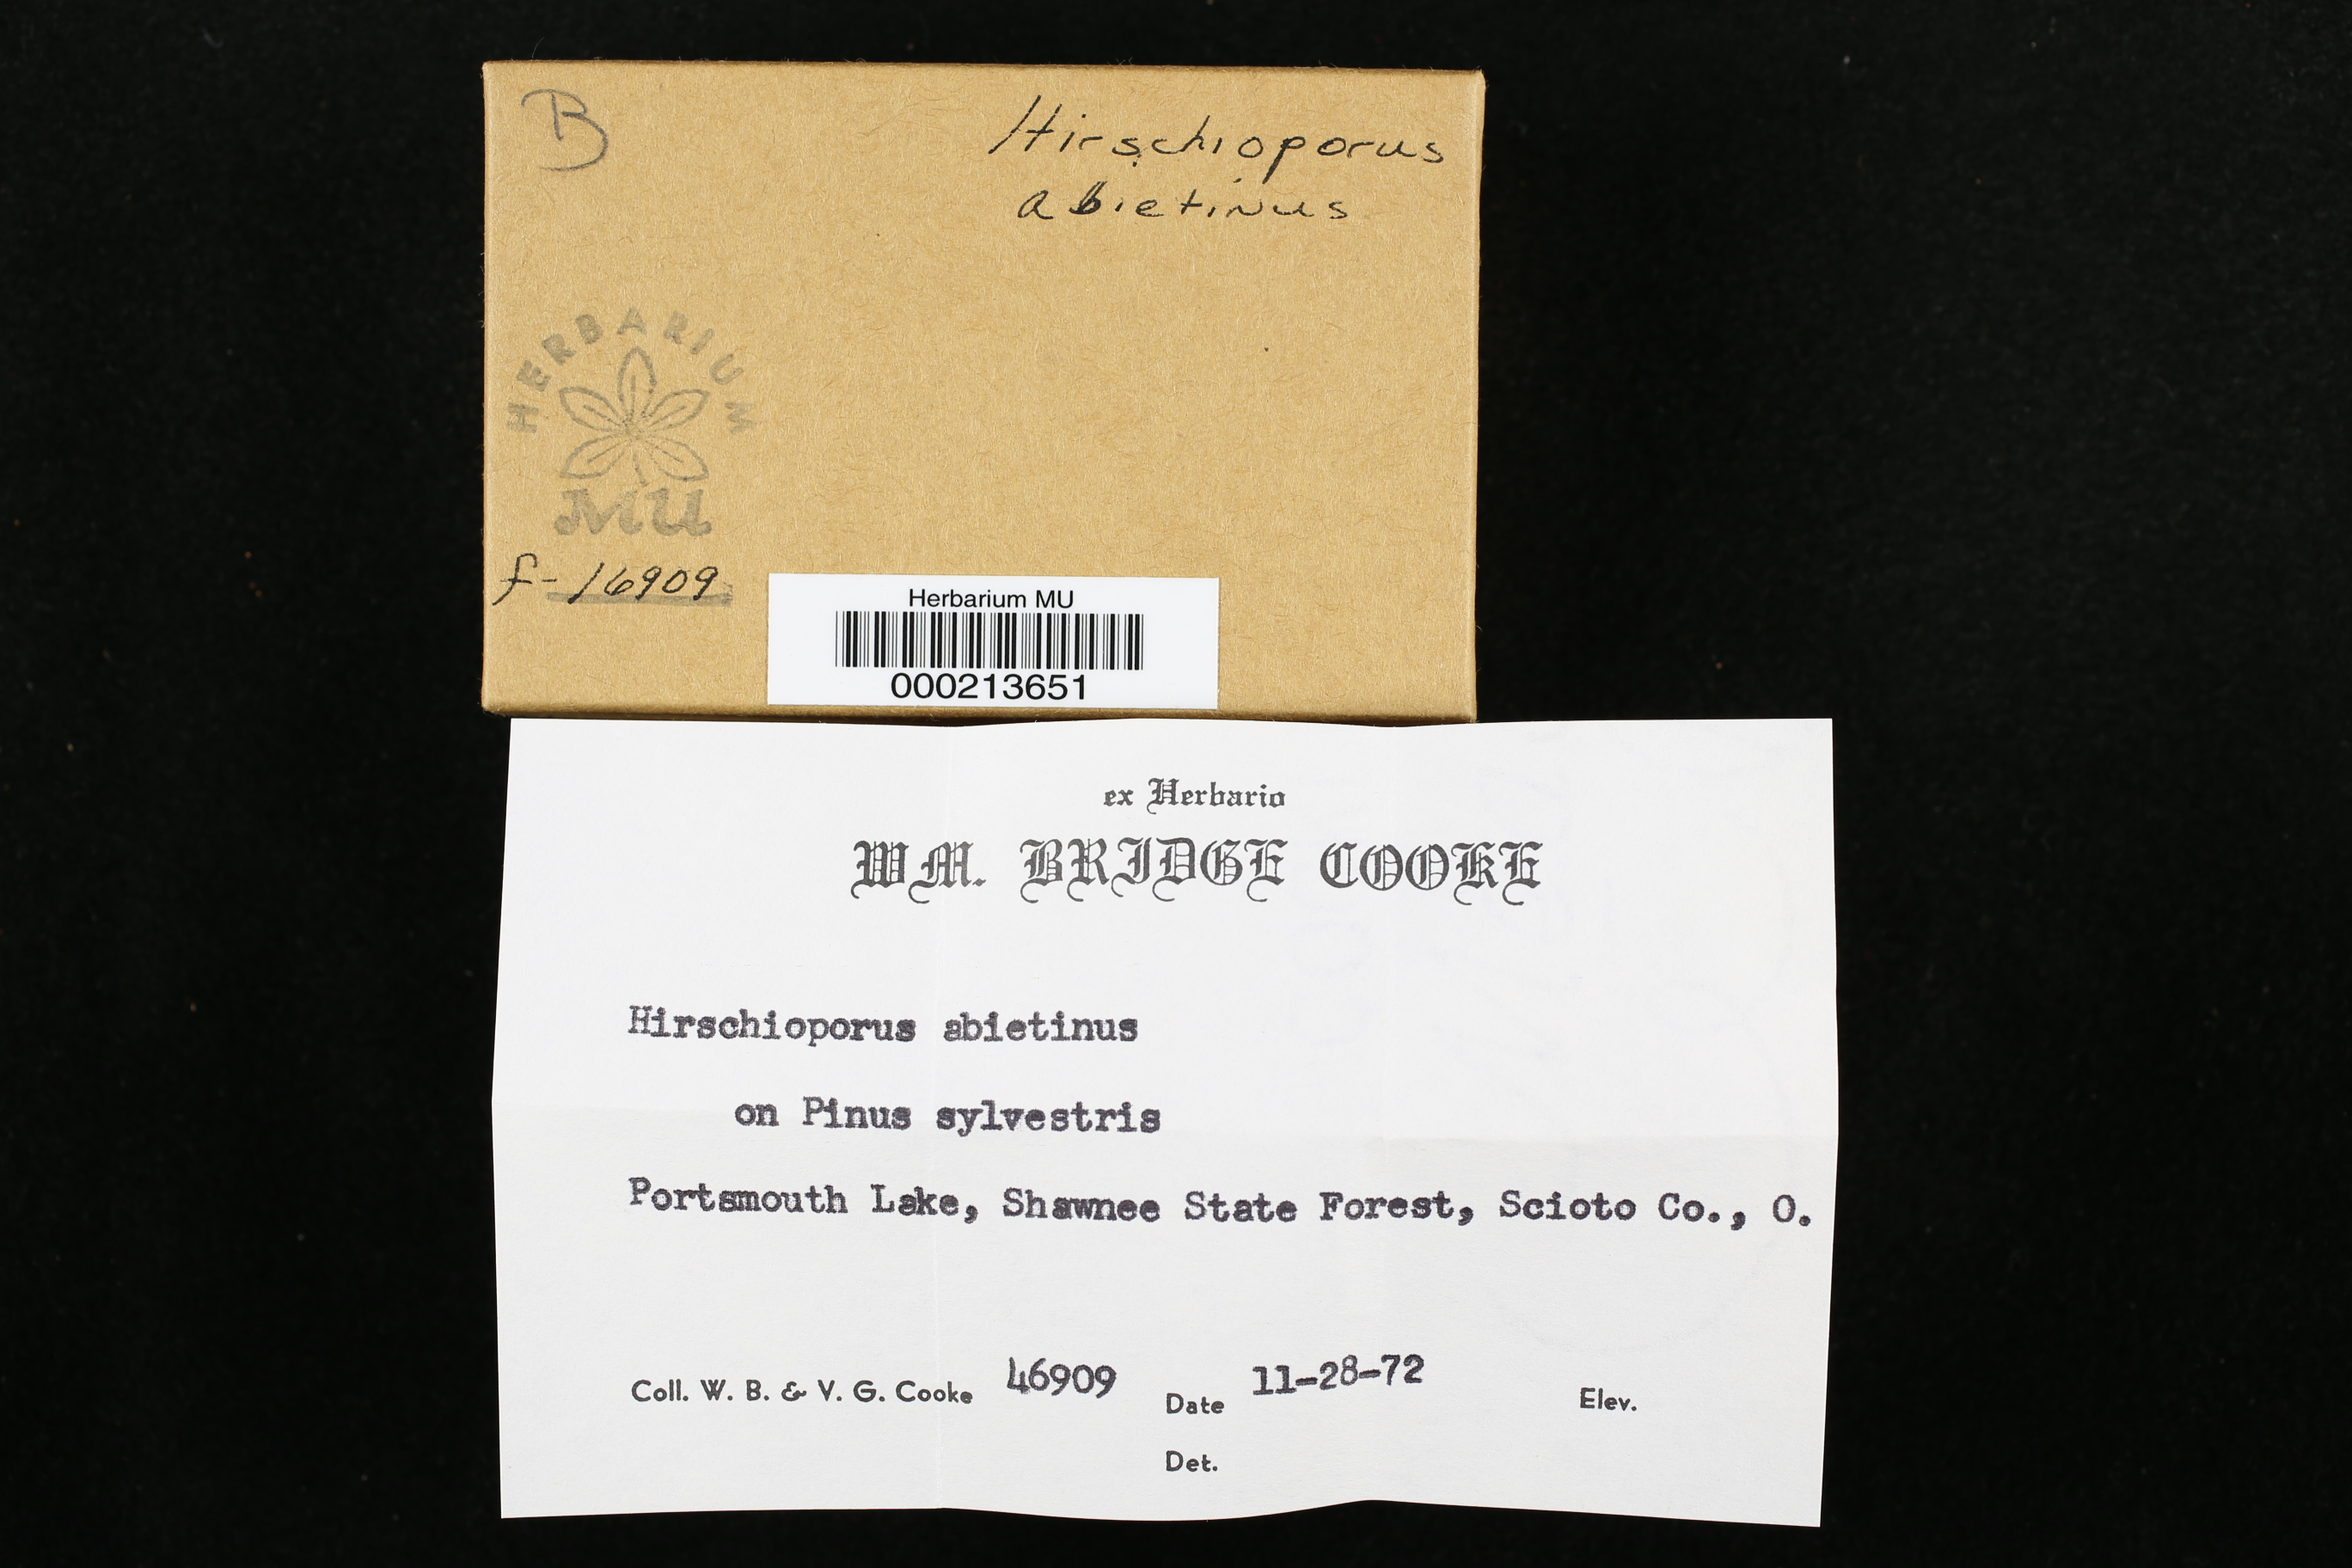 B
Hirschioporus
abietinus
HERBARIUM
MU
f-16909
Herbarium MU
000213651
ex Herbario
WM. BRIDGE COOKE
Hirschioporus abietinus
on Pinus sylvestris
Portsmouth Lake, Shawnee State Forest, Scioto Co., O.
Coll. W. B. & V. G. Cooke 46909 Date 11-28-72 Elev.
Det.